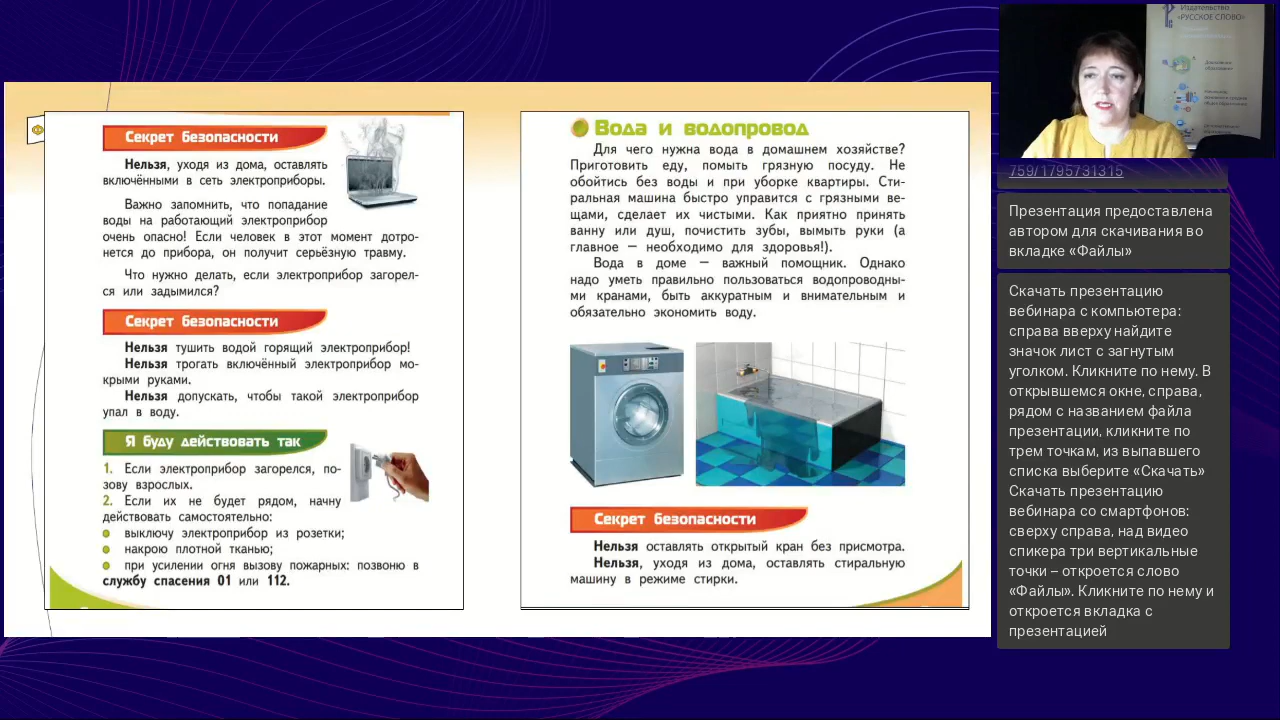 Секрет безопасности
Нельзя, уходя из дома, оставлять
включёнными в сеть электроприборы.
Важно запомнить, что попадание
воды на работающий электроприбор
очень опасно! Если человек в этот момент дотро-
нется до прибора, он получит серьёзную травму.
Что нужно делать, если электроприбор загорел-
ся или задымился?
Секрет безопасности
Нельзя тушить водой горящий электроприбор!
Нельзя трогать включённый электроприбор мо-
крыми руками.
Нельзя допускать, чтобы такой электроприбор
упал в воду.
Я буду действовать так
1. Если электроприбор загорелся, по-
зову взрослых.
2. Если их не будет рядом, начну
действовать самостоятельно:
выключу электроприбор из розетки;
накрою плотной тканью;
при усилении огня вызову пожарных: позвоню в
службу спасения 01 или 112.
Вода и водопровод
Для чего нужна вода в домашнем хозяйстве?
Приготовить еду, помыть грязную посуду. Не
обойтись без воды и при уборке квартиры. Сти-
ральная машина быстро управится с грязными ве-
щами, сделает их чистыми. Как приятно принять
ванну или душ, почистить зубы, вымыть руки (а
главное — необходимо для здоровья!).
Вода в доме — важный помощник. Однако
надо уметь правильно пользоваться водопроводны-
ми кранами, быть аккуратным и внимательным и
обязательно экономить воду.
Секрет безопасности
Нельзя оставлять открытый кран без присмотра.
Нельзя, уходя из дома, оставлять стиральную
машину в режиме стирки.
Издательство
«РУССКОЕ СЛОВО»
759/1795731315
Презентация предоставлена
автором для скачивания во
вкладке «Файлы»
Скачать презентацию
вебинара с компьютера:
справа вверху найдите
значок лист с загнутым
уголком. Кликните по нему. В
открывшемся окне, справа,
рядом с названием файла
презентации, кликните по
трем точкам, из выпавшего
списка выберите «Скачать»
Скачать презентацию
вебинара со смартфонов:
сверху справа, над видео
спикера три вертикальные
точки – откроется слово
«Файлы». Кликните по нему и
откроется вкладка с
презентацией